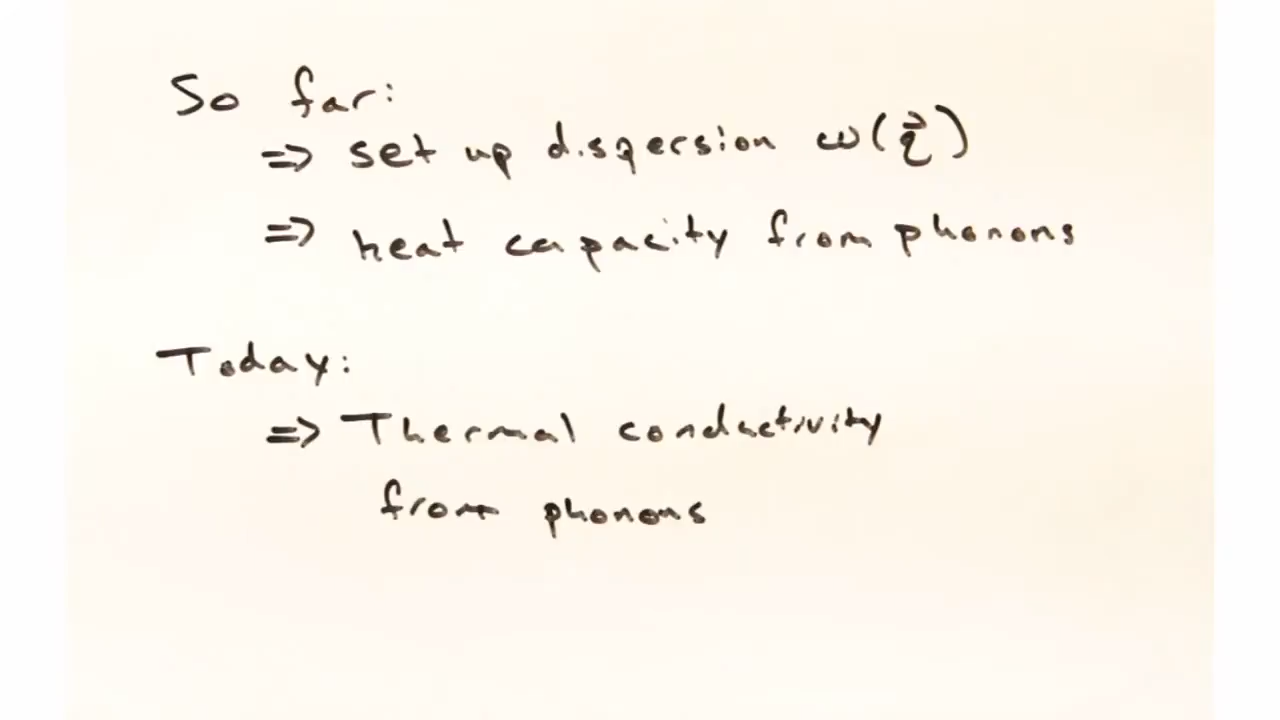 So far:
⇒ set up dispersion ω(q⃗)
⇒ heat capacity from phonons
Today:
⇒ Thermal conductivity
from phonons